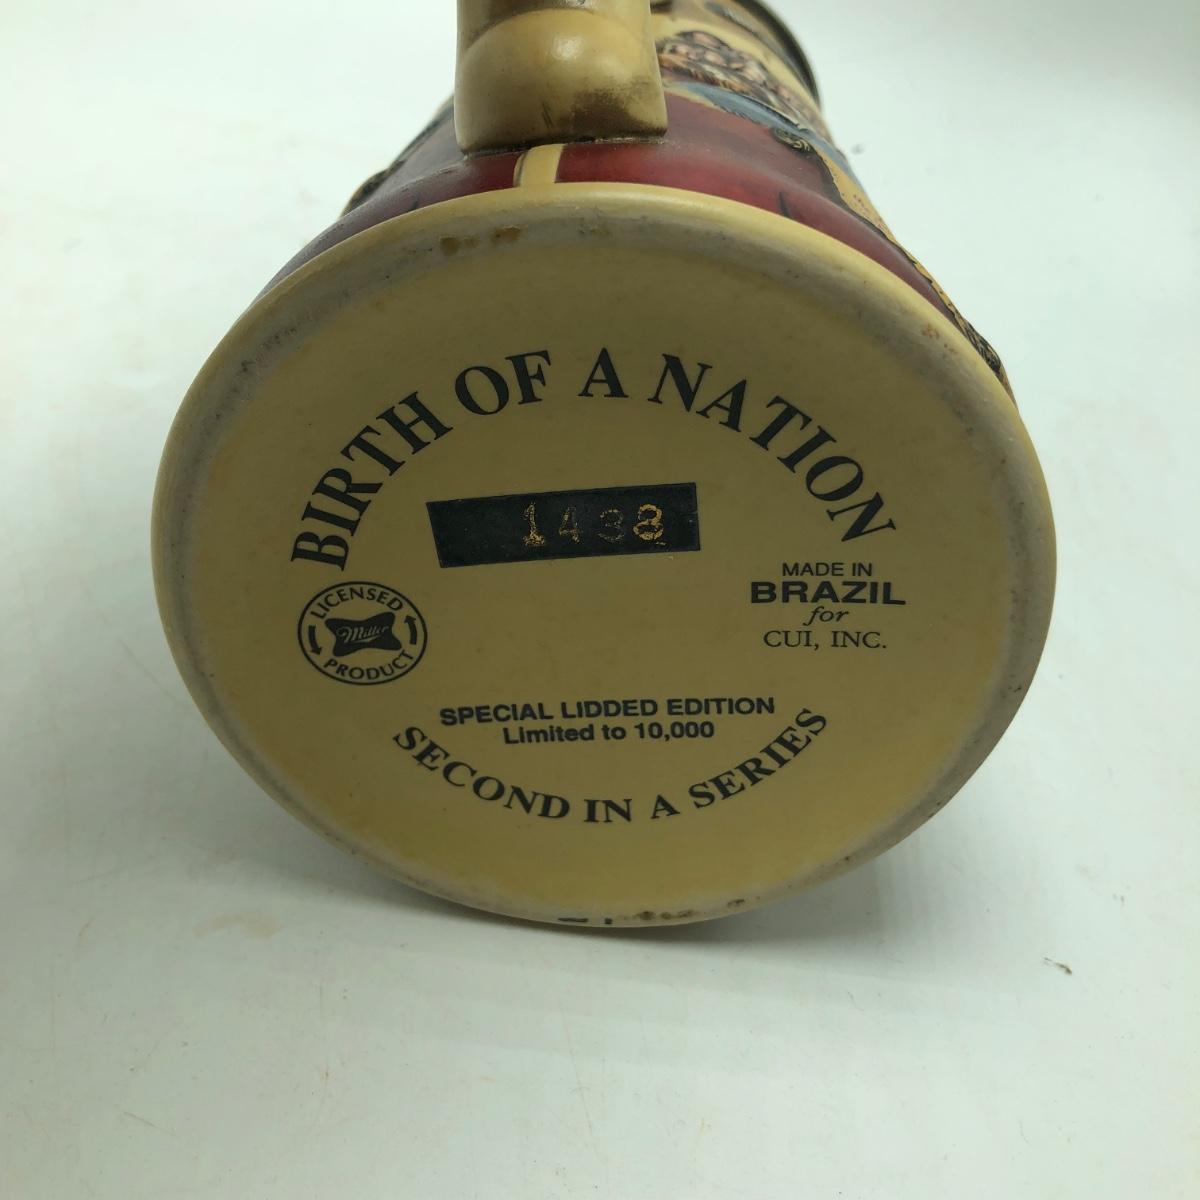 BIRTH OF A NATION
1438
LICENSED
Miller
PRODUCT
MADE IN
BRAZIL
for
CUI, INC.
SPECIAL LIDDED EDITION
Limited to 10,000
SECOND IN A SERIES